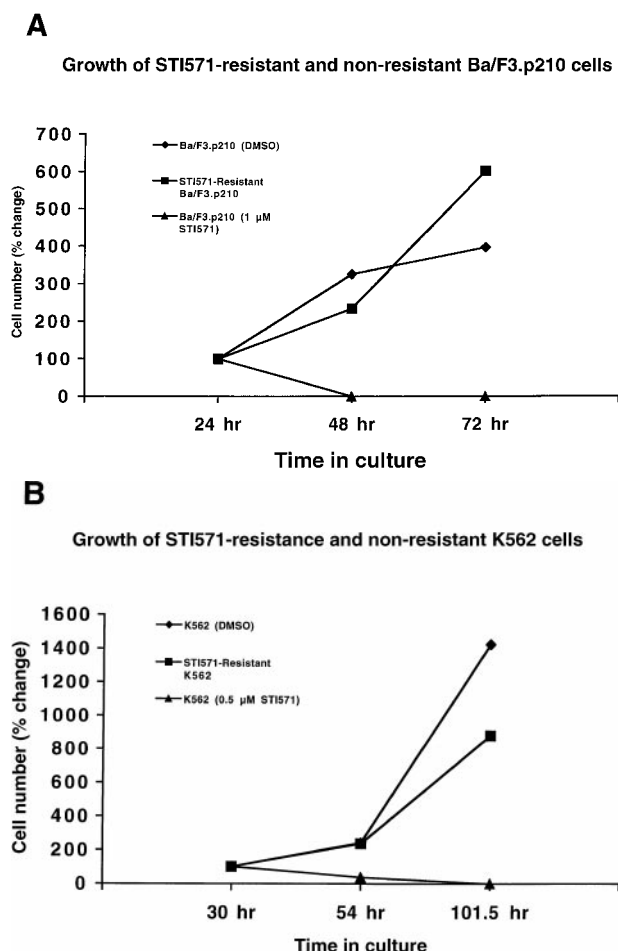 A
Growth of STI571-resistant and non-resistant Ba/F3.p210 cells
700
600
500
400
300
200
100
0
Cell number (% change)
Ba/F3.p210 (DMSO)
STI571-Resistant
Ba/F3.p210
Ba/F3.p210 (1 µM
STI571)
24 hr
48 hr
72 hr
Time in culture
B
Growth of STI571-resistance and non-resistant K562 cells
1600
1400
1200
1000
800
600
400
200
0
Cell number (% change)
K562 (DMSO)
STI571-Resistant
K562
K562 (0.5 µM STI571)
30 hr
54 hr
101.5 hr
Time in culture